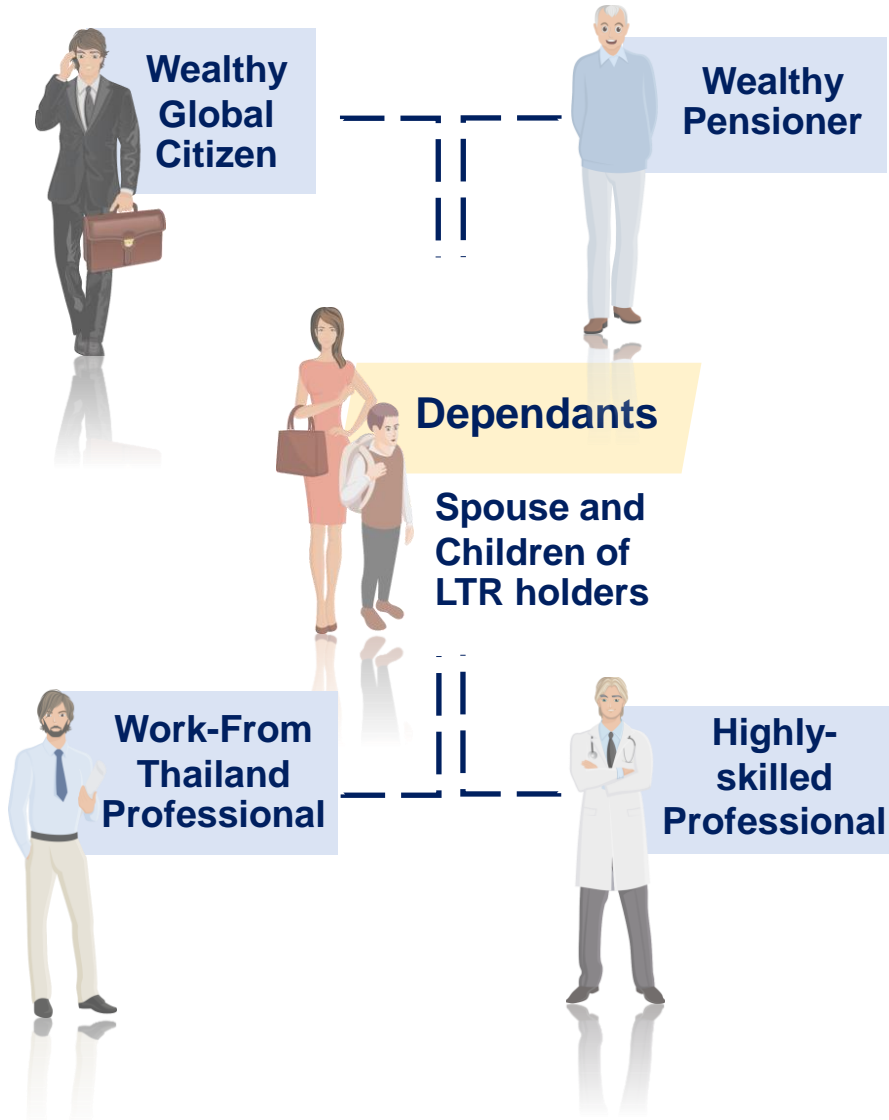 Wealthy
Global
Citizen
Wealthy
Pensioner
Dependants
Spouse and
Children of
LTR holders
Work-From
Thailand
Professional
Highly-
skilled
Professional